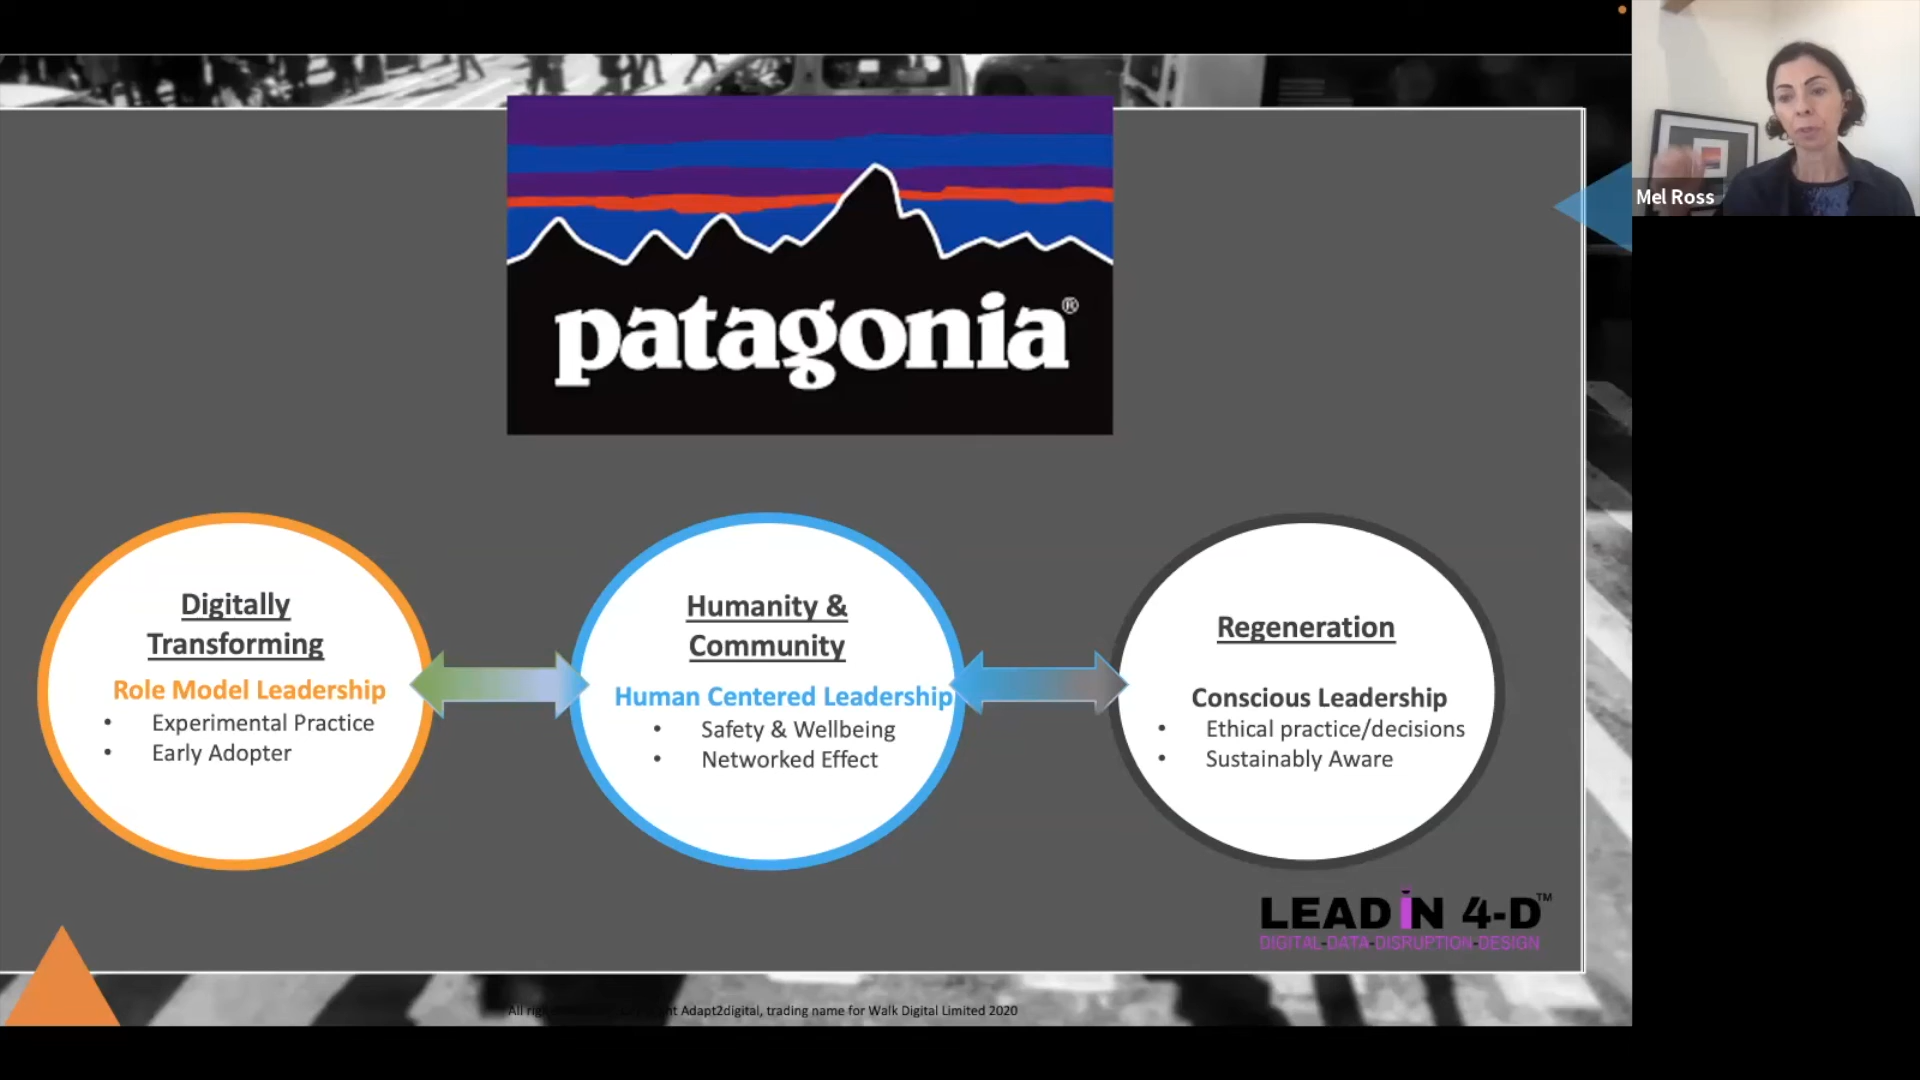 Mel Ross
patagonia®
Digitally
Transforming
Role Model Leadership
• Experimental Practice
• Early Adopter
Humanity &
Community
Human Centered Leadership
• Safety & Wellbeing
• Networked Effect
Regeneration
Conscious Leadership
• Ethical practice/decisions
• Sustainably Aware
LEAD iN 4-D™
DIGITAL-DATA-DISRUPTION-DESIGN
All Adapt2digital, trading name for Walk Digital Limited 2020